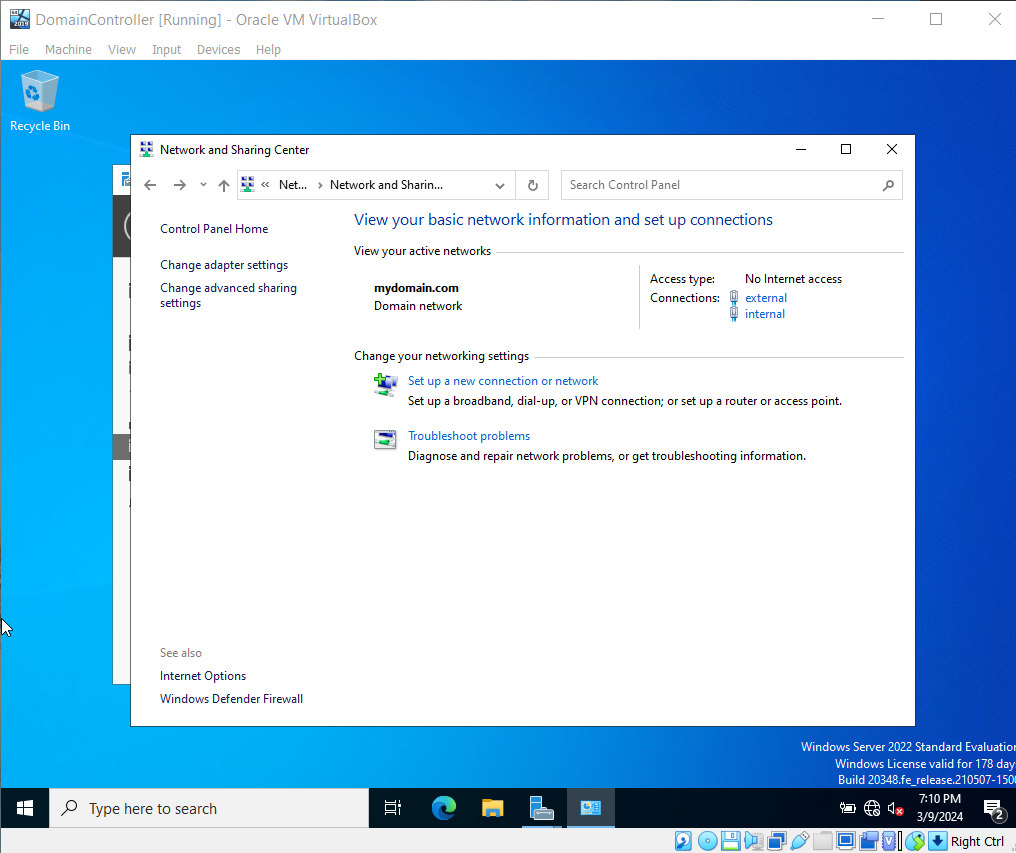 DomainController [Running] - Oracle VM VirtualBox
File Machine View Input Devices Help
Recycle Bin
Network and Sharing Center
« Net... › Network and Sharin...
Search Control Panel
Control Panel Home
Change adapter settings
Change advanced sharing
settings
View your basic network information and set up connections
View your active networks
mydomain.com
Domain network
Access type: No Internet access
Connections: external
internal
Change your networking settings
Set up a new connection or network
Set up a broadband, dial-up, or VPN connection; or set up a router or access point.
Troubleshoot problems
Diagnose and repair network problems, or get troubleshooting information.
See also
Internet Options
Windows Defender Firewall
Windows Server 2022 Standard Evaluation
Windows License valid for 178 day
Build 20348.fe_release.210507-150
Type here to search
7:10 PM
3/9/2024
2
Right Ctrl